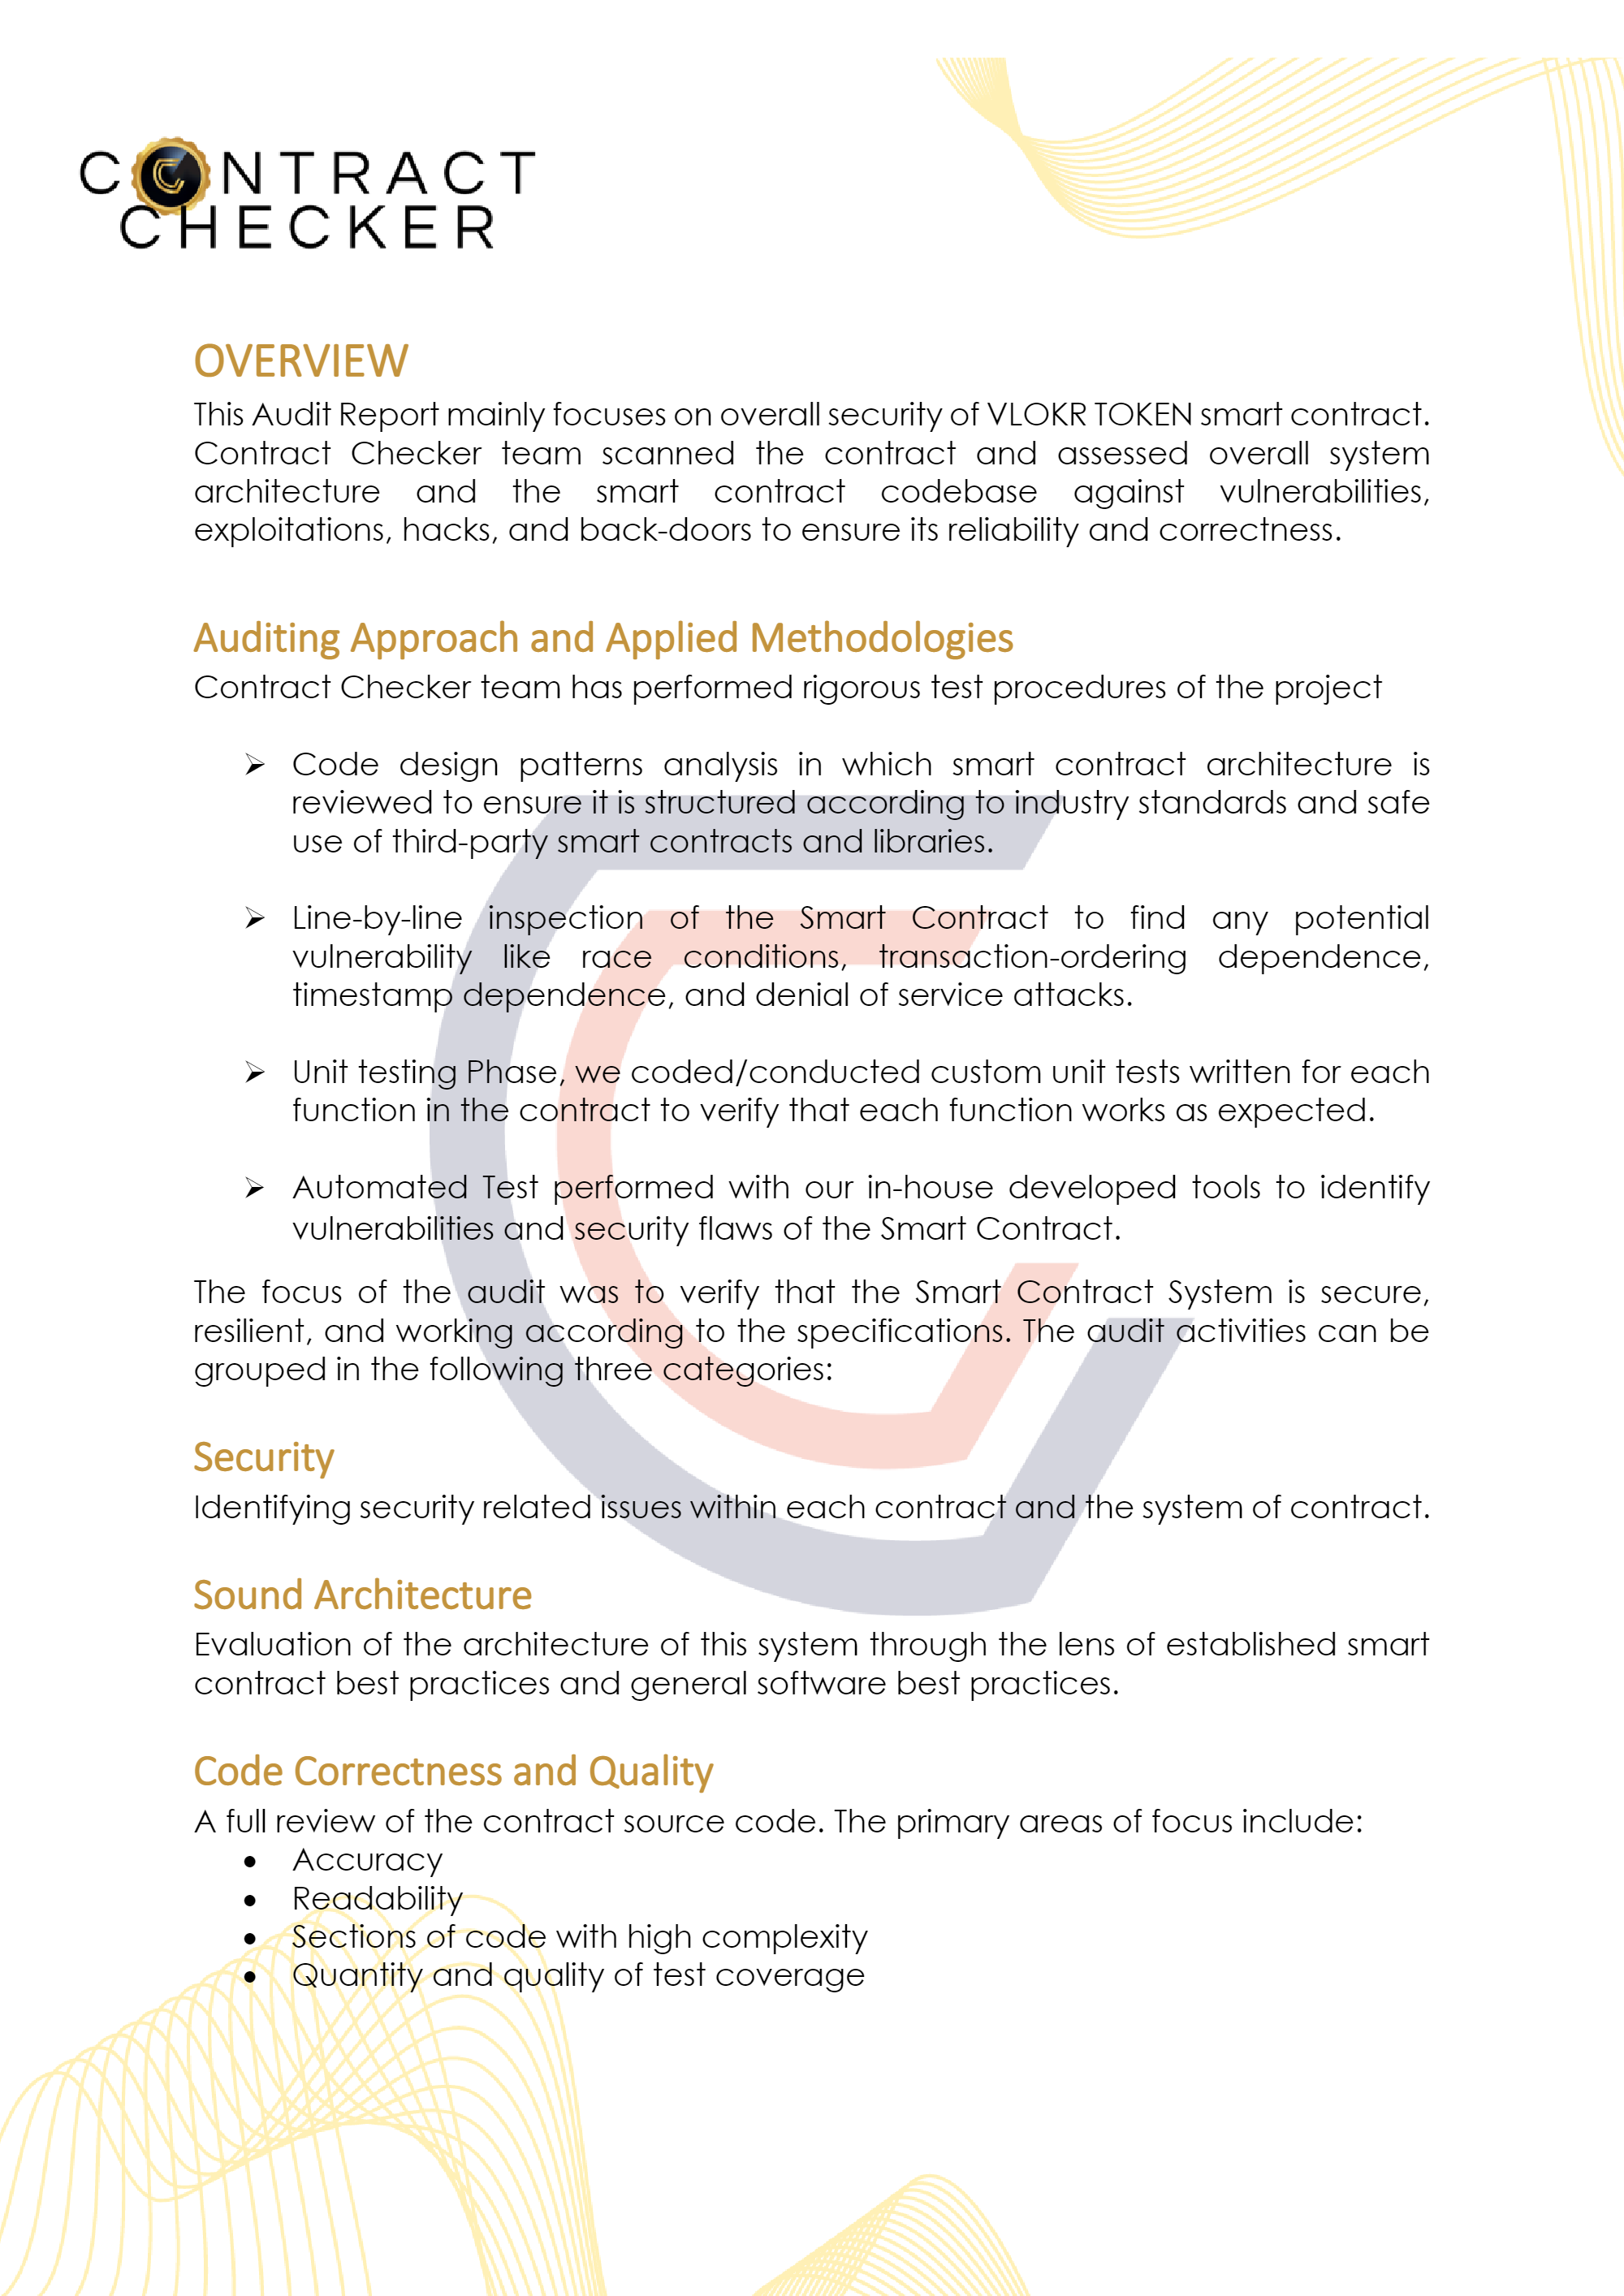 CONTRACT
CHECKER
OVERVIEW
This Audit Report mainly focuses on overall security of VLOKR TOKEN smart contract.
Contract Checker team scanned the contract and assessed overall system
architecture and the smart contract codebase against vulnerabilities,
exploitations, hacks, and back-doors to ensure its reliability and correctness.
Auditing Approach and Applied Methodologies
Contract Checker team has performed rigorous test procedures of the project
➢ Code design patterns analysis in which smart contract architecture is
reviewed to ensure it is structured according to industry standards and safe
use of third-party smart contracts and libraries.
➢ Line-by-line inspection of the Smart Contract to find any potential
vulnerability like race conditions, transaction-ordering dependence,
timestamp dependence, and denial of service attacks.
➢ Unit testing Phase, we coded/conducted custom unit tests written for each
function in the contract to verify that each function works as expected.
➢ Automated Test performed with our in-house developed tools to identify
vulnerabilities and security flaws of the Smart Contract.
The focus of the audit was to verify that the Smart Contract System is secure,
resilient, and working according to the specifications. The audit activities can be
grouped in the following three categories:
Security
Identifying security related issues within each contract and the system of contract.
Sound Architecture
Evaluation of the architecture of this system through the lens of established smart
contract best practices and general software best practices.
Code Correctness and Quality
A full review of the contract source code. The primary areas of focus include:
• Accuracy
• Readability
• Sections of code with high complexity
• Quantity and quality of test coverage